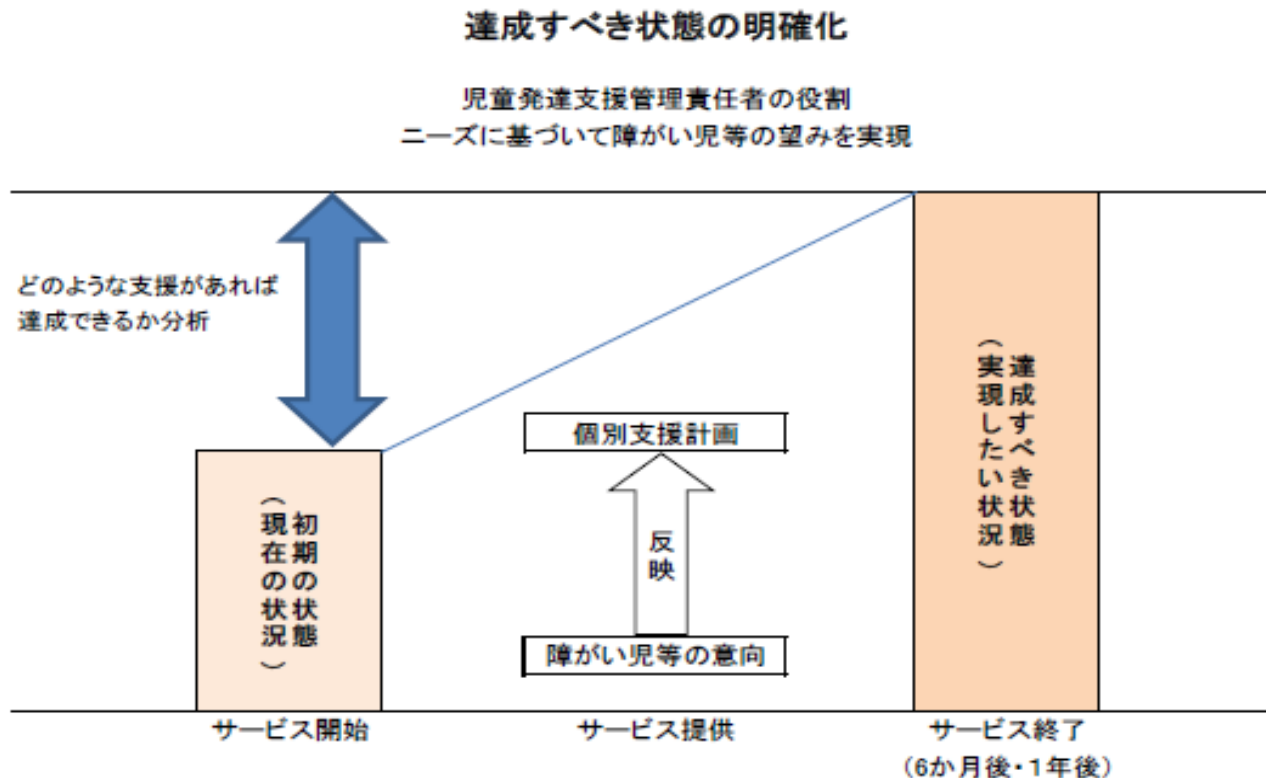 達成すべき状態の明確化
児童発達支援管理責任者の役割
ニーズに基づいて障がい児等の望みを実現
どのような支援があれば
達成できるか分析
初期の状態
（現在の状況）
個別支援計画
反映
障がい児等の意向
達成すべき状態
（実現したい状況）
サービス開始
サービス提供
サービス終了
（6か月後・1年後）